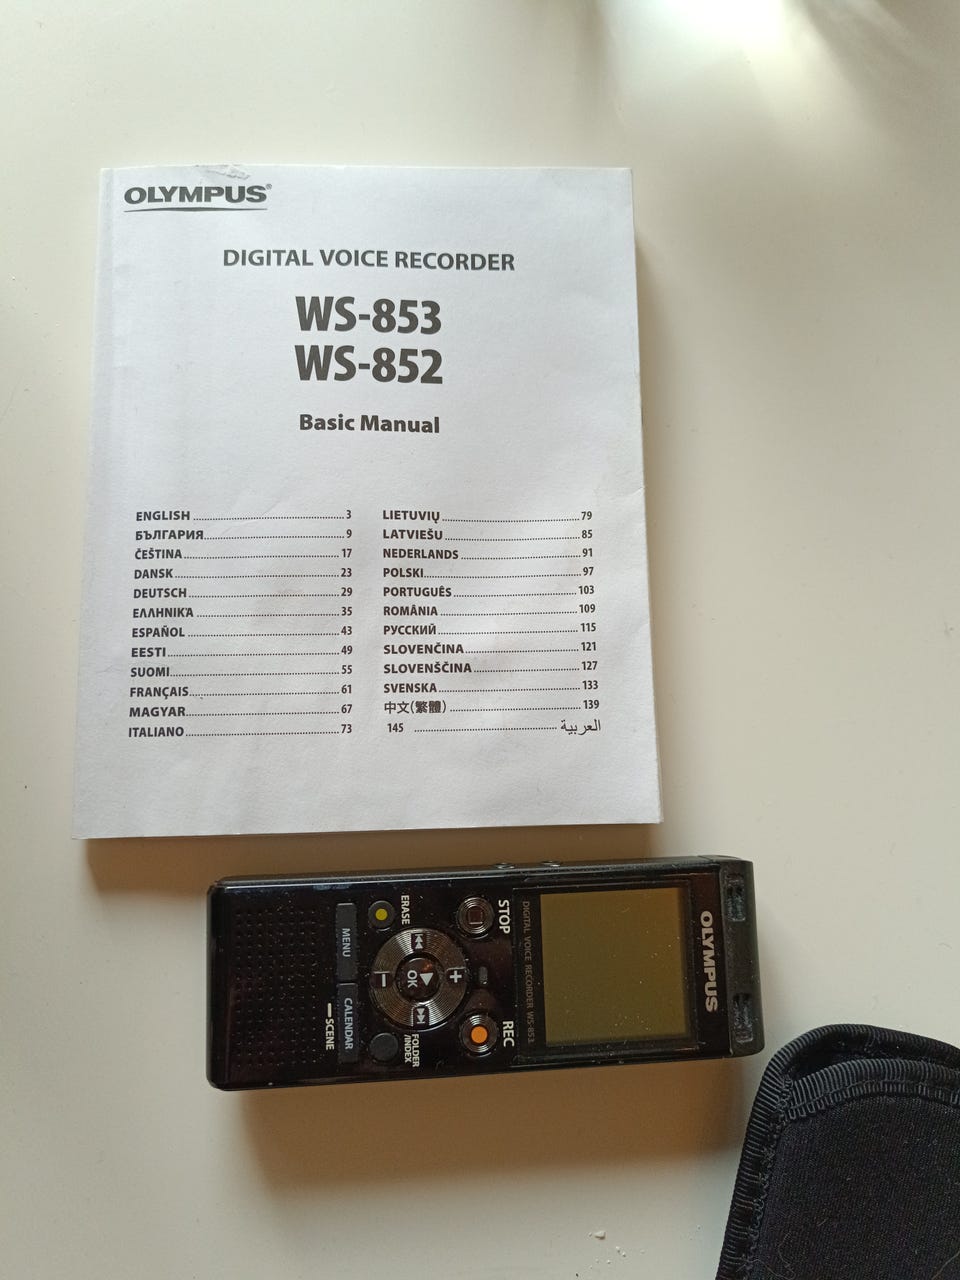 OLYMPUS®
DIGITAL VOICE RECORDER
WS-853
WS-852
Basic Manual
ENGLISH ........................................ 3
БЪЛГАРИЯ ........................................ 9
ČEŠTINA ........................................ 17
DANSK ........................................ 23
DEUTSCH ........................................ 29
ΕΛΛΗΝΙΚΆ ........................................ 35
ESPAÑOL ........................................ 43
EESTI ........................................ 49
SUOMI ........................................ 55
FRANÇAIS ........................................ 61
MAGYAR ........................................ 67
ITALIANO ........................................ 73
LIETUVIŲ ........................................ 79
LATVIEŠU ........................................ 85
NEDERLANDS ........................................ 91
POLSKI ........................................ 97
PORTUGUÊS ........................................ 103
ROMÂNIA ........................................ 109
РУССКИЙ ........................................ 115
SLOVENČINA ........................................ 121
SLOVENŠČINA ........................................ 127
SVENSKA ........................................ 133
中文(繁體) ........................................ 139
145 ........................................ العربية
OLYMPUS
DIGITAL VOICE RECORDER WS-853
STOP
REC
ERASE
OK
FOLDER
/INDEX
MENU
CALENDAR
SCENE